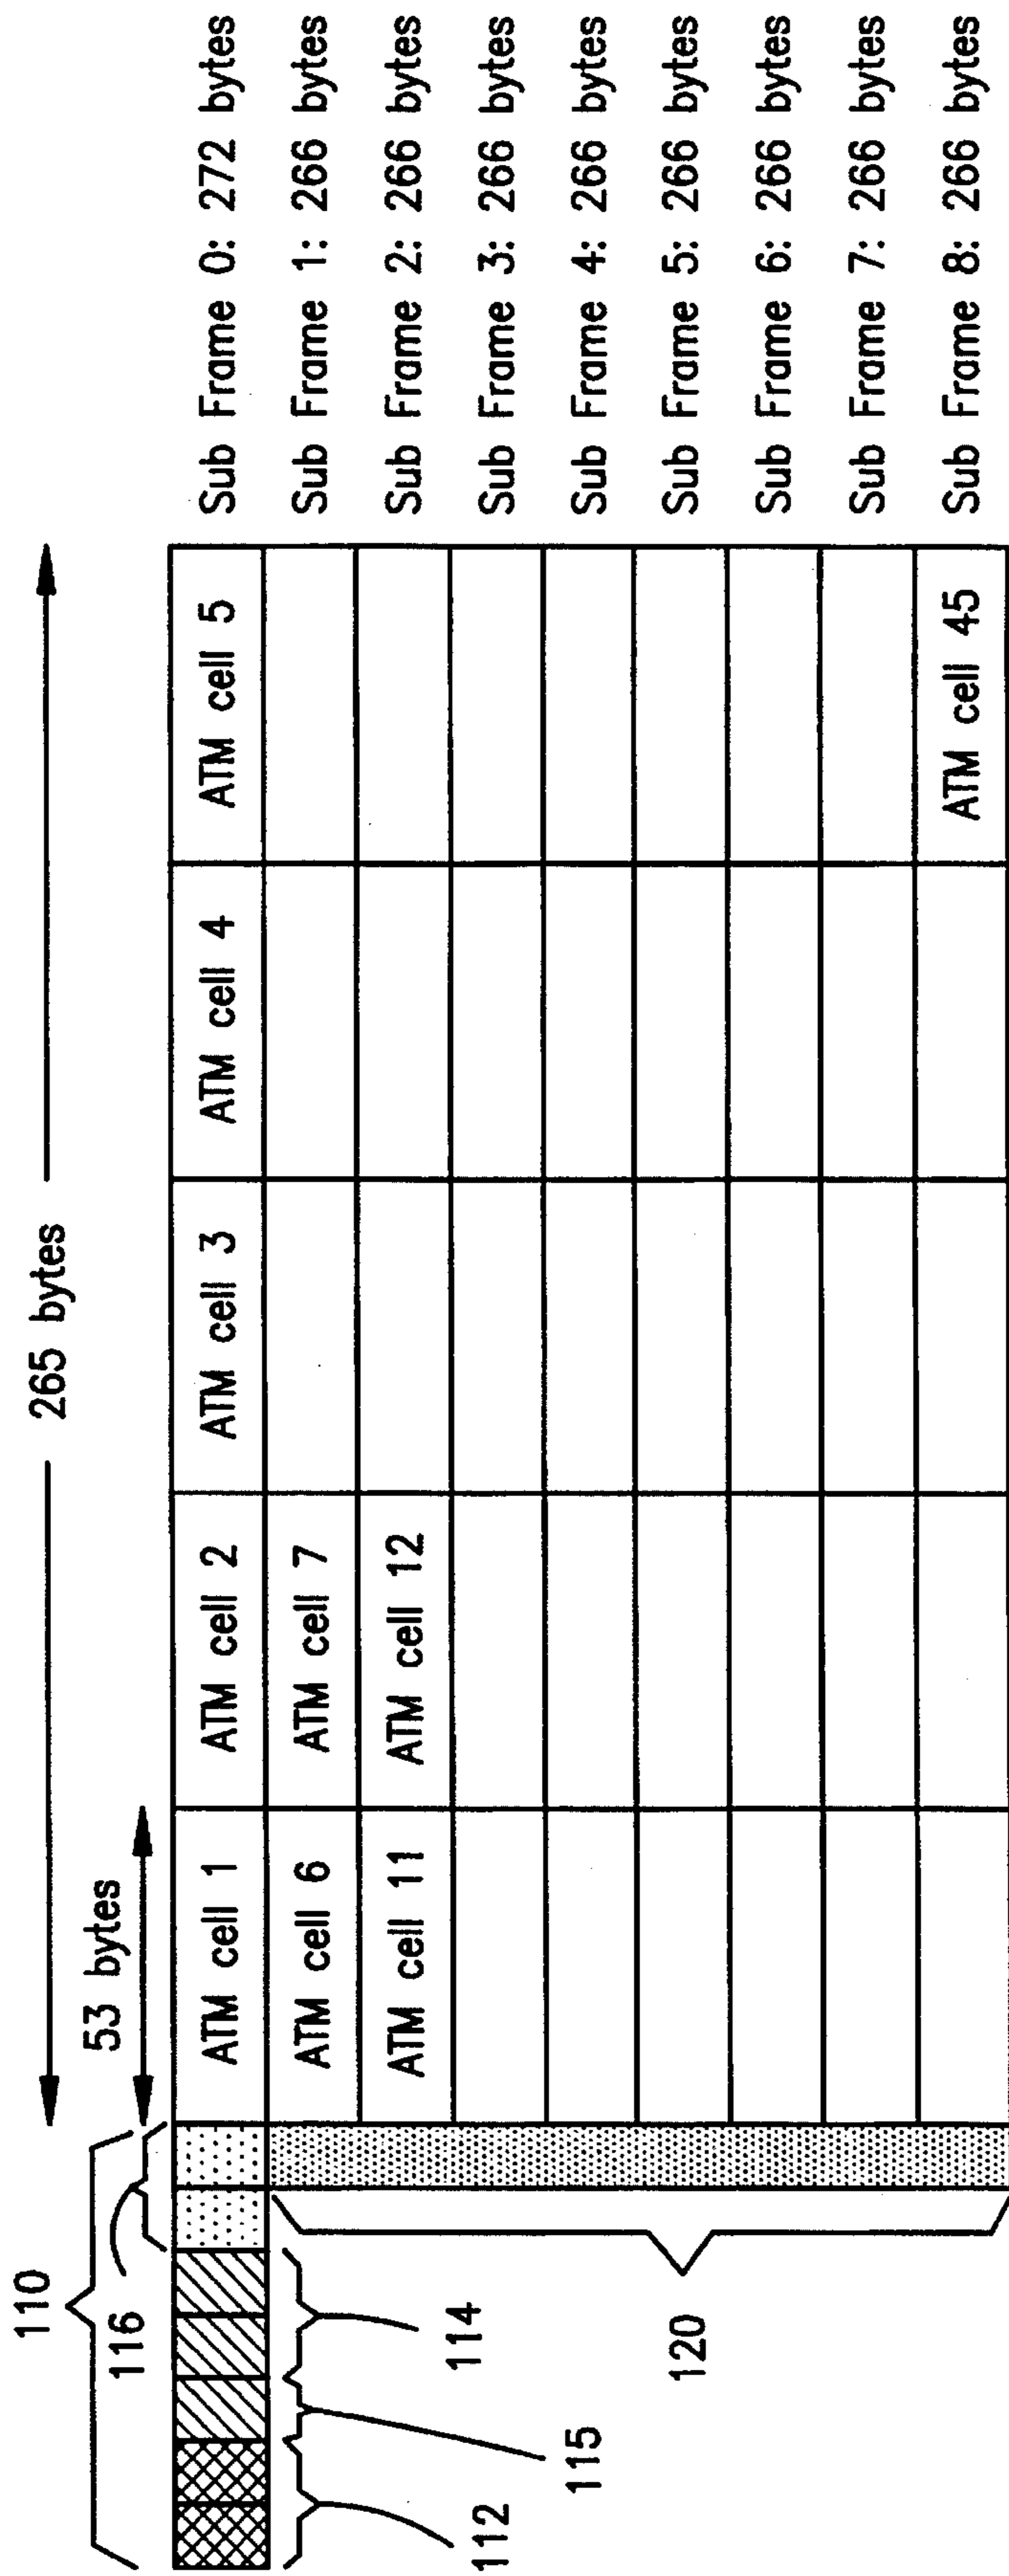 110
265 bytes
116
53 bytes
ATM cell 1
ATM cell 2
ATM cell 3
ATM cell 4
ATM cell 5
Sub Frame 0: 272 bytes
ATM cell 6
ATM cell 7
Sub Frame 1: 266 bytes
ATM cell 11
ATM cell 12
Sub Frame 2: 266 bytes
Sub Frame 3: 266 bytes
Sub Frame 4: 266 bytes
Sub Frame 5: 266 bytes
Sub Frame 6: 266 bytes
Sub Frame 7: 266 bytes
ATM cell 45
Sub Frame 8: 266 bytes
112
115
114
120